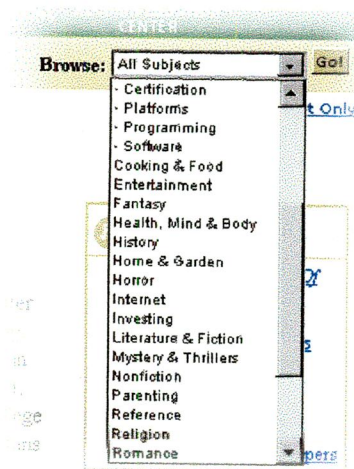 CENTER
Browse: All Subjects Go!
- Certification
- Platforms
- Programming
- Software
Cooking & Food
Entertainment
Fantasy
Health, Mind & Body
History
Home & Garden
Horror
Internet
Investing
Literature & Fiction
Mystery & Thrillers
Nonfiction
Parenting
Reference
Religion
Romance